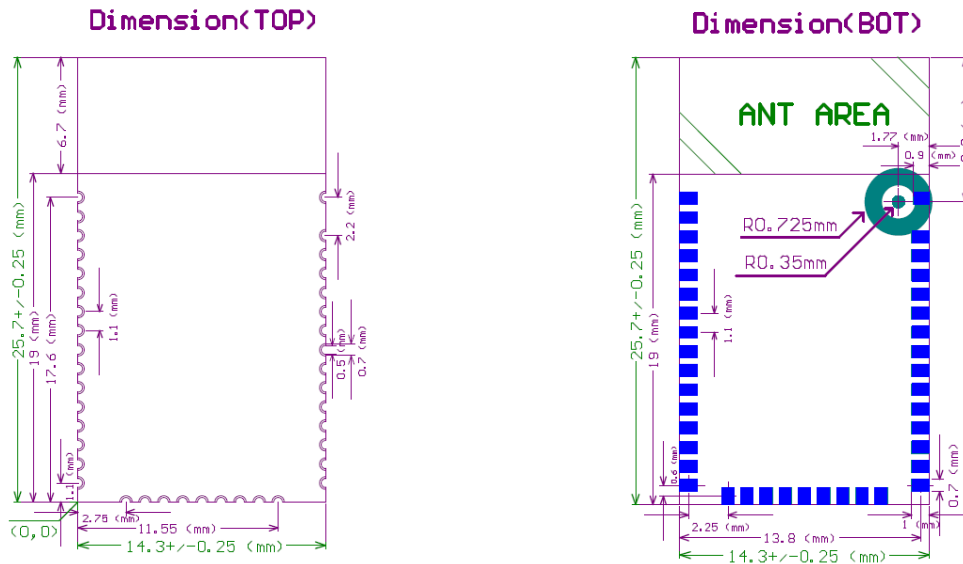 Dimension(TOP)
6.7 (mm)
25.7+/-0.25 (mm)
19 (mm)
17.6 (mm)
1.1 (mm)
2.2 (mm)
0.5 (mm)
0.7 (mm)
1.1 (mm)
(0,0)
2.75 (mm)
11.55 (mm)
14.3+/-0.25 (mm)
Dimension(BOT)
ANT AREA
1.77 (mm)
0.9 (mm)
R0.725mm
R0.35mm
25.7+/-0.25 (mm)
19 (mm)
1.1 (mm)
0.6 (mm)
0.7 (mm)
2.25 (mm)
1 (mm)
13.8 (mm)
14.3+/-0.25 (mm)